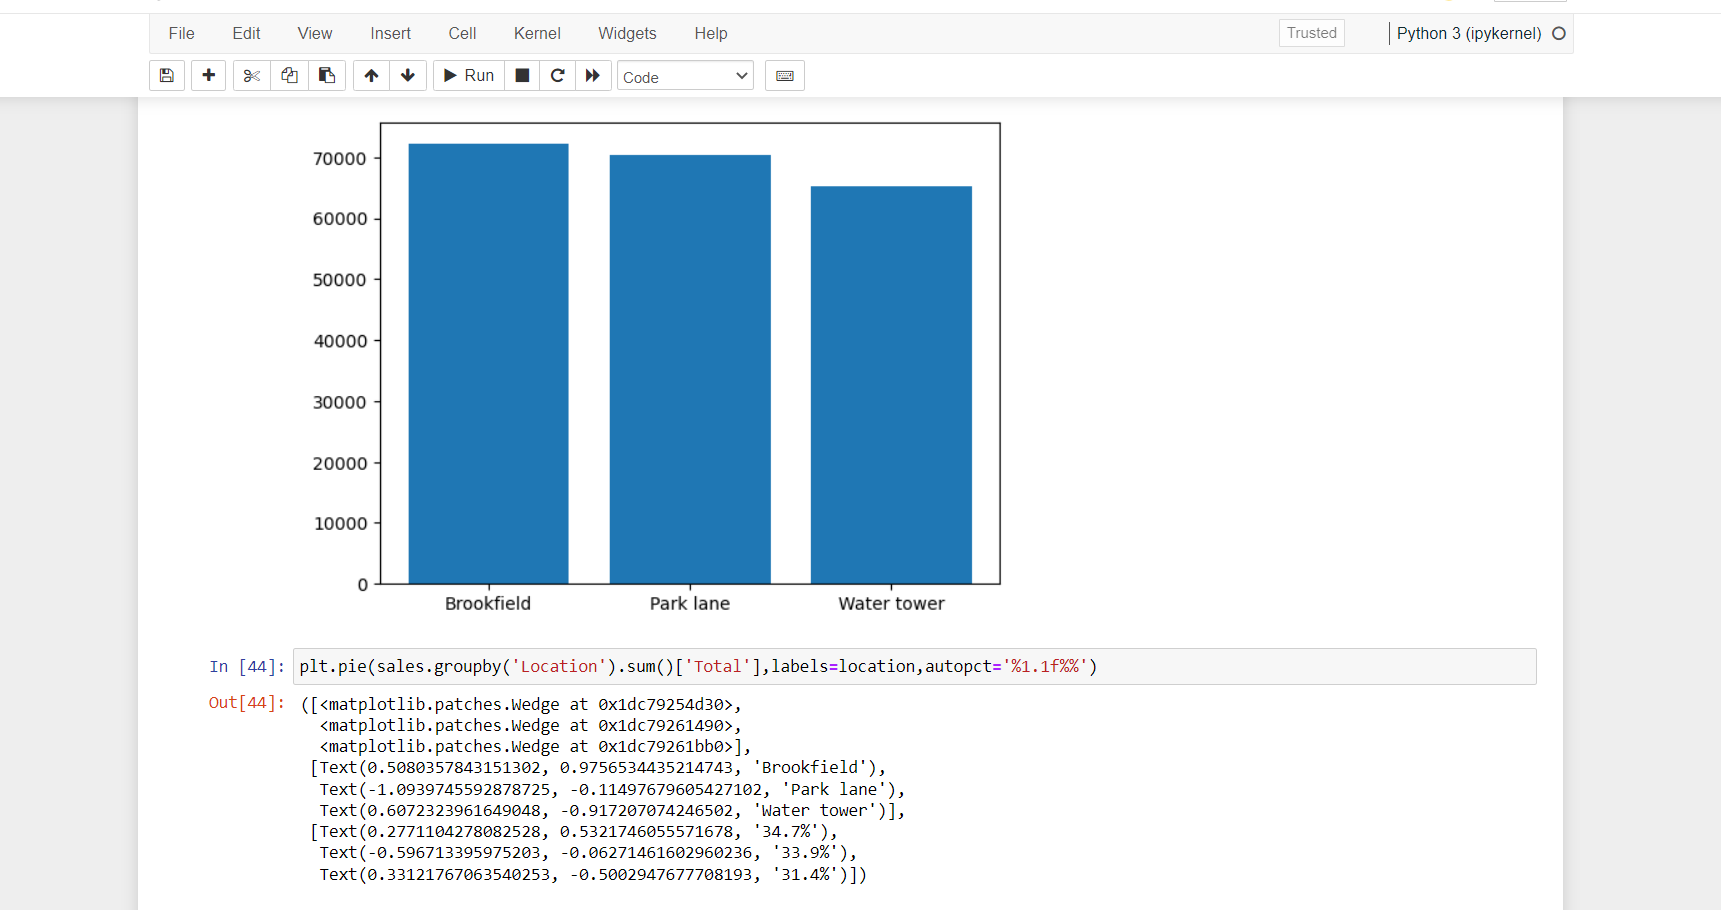 File Edit View Insert Cell Kernel Widgets Help Trusted Python 3 (ipykernel)
Run Code
70000
60000
50000
40000
30000
20000
10000
0
Brookfield Park lane Water tower
In [44]: plt.pie(sales.groupby('Location').sum()['Total'],labels=location,autopct='%1.1f%%')
Out[44]: ([<matplotlib.patches.Wedge at 0x1dc79254d30>,
<matplotlib.patches.Wedge at 0x1dc79261490>,
<matplotlib.patches.Wedge at 0x1dc79261bb0>],
[Text(0.5080357843151302, 0.9756534435214743, 'Brookfield'),
Text(-1.0939745592878725, -0.11497679605427102, 'Park lane'),
Text(0.6072323961649048, -0.917207074246502, 'Water tower')],
[Text(0.2771104278082528, 0.5321746055571678, '34.7%'),
Text(-0.596713395975203, -0.06271461602960236, '33.9%'),
Text(0.33121767063540253, -0.5002947677708193, '31.4%')])